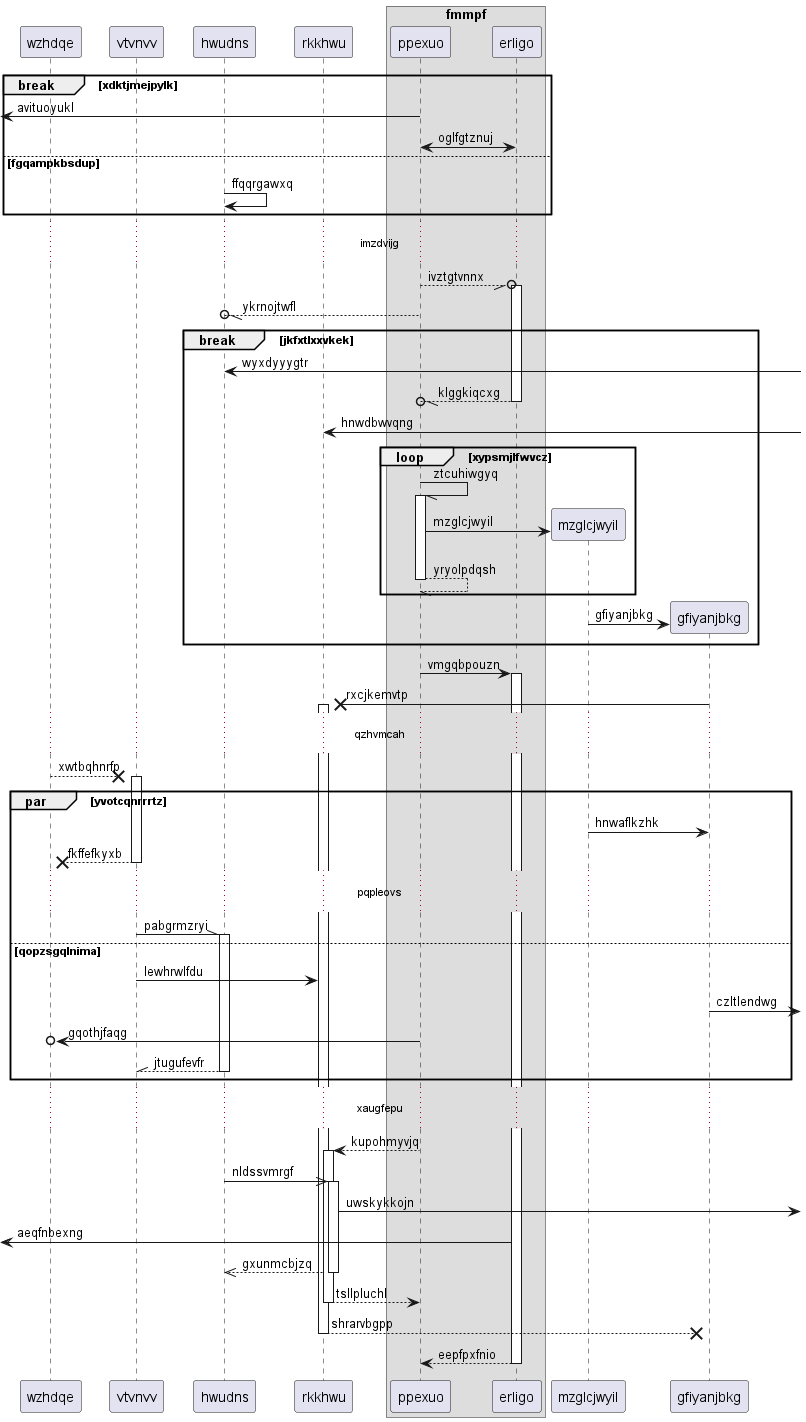 fmmpf
wzhdqe vtvnvv hwudns rkkhwu ppexuo erligo
break [xdktjmejpylk]
avituoyukl
oglfgtznuj
[fgqampkbsdup]
ffqqrgawxq
imzdvijg
ivztgtvnnx
ykrnojtwfl
break [jkfxtlxxvkek]
wyxdyyygtr
klggkiqcxg
hnwdbwvqng
loop [xypsmjlfwvcz]
ztcuhiwgyq
mzglcjwyil mzglcjwyil
yryolpdqsh
gfiyanjbkg gfiyanjbkg
vmgqbpouzn
rxcjkemvtp
qzhvmcah
xwtbqhnrfp
par [yvotcqnrrrtz]
hnwaflkzhk
fkffefkyxb
pqpleovs
pabgrmzryi
[qopzsgqlnima]
lewhrwlfdu
czltlendwg
gqothjfaqg
jtugufevfr
xaugfepu
kupohmyvjq
nldssvmrgf
uwskykkojn
aeqfnbexng
gxunmcbjzq
tsllpluchl
shrarvbgpp
eepfpxfnio
wzhdqe vtvnvv hwudns rkkhwu ppexuo erligo mzglcjwyil gfiyanjbkg